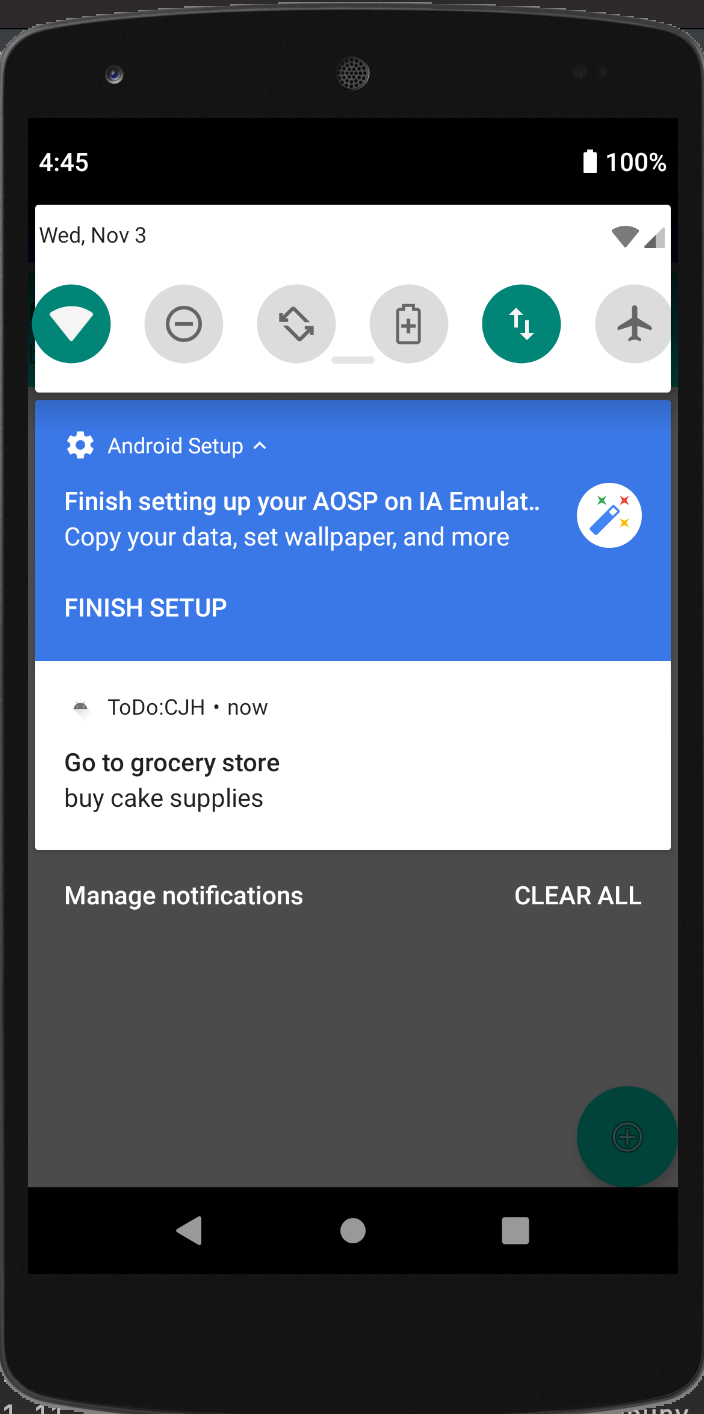 4:45
100%
Wed, Nov 3
Android Setup
Finish setting up your AOSP on IA Emulat..
Copy your data, set wallpaper, and more
FINISH SETUP
ToDo:CJH • now
Go to grocery store
buy cake supplies
Manage notifications
CLEAR ALL